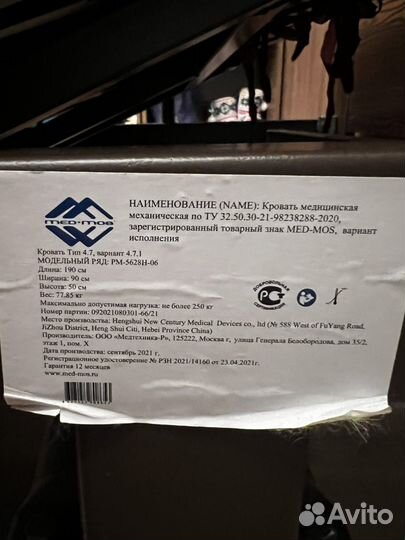 MED-MOS
НАИМЕНОВАНИЕ (NAME): Кровать медицинская
механическая по ТУ 32.50.30-21-98238288-2020,
зарегистрированный товарный знак MED-MOS, вариант
исполнения
Кровать Тип 4.7, вариант 4.7.1
МОДЕЛЬНЫЙ РЯД: РМ-5628Н-06
Длина: 190 см
Ширина: 90 см
Высота: 50 см
Вес: 77.85 кг
Максимально допустимая нагрузка: не более 250 кг
Номер партии: 092021080301-66/21
Место производства: Hengshui New Century Medical Devices co., ltd (№ 588 West of FuYang Road,
JiZhou District, Heng Shui Citi, Hebei Province China)
Производитель: ООО «Медтехника-Р», 125222, Москва г, улица Генерала Белобородова, дом 35/2,
этаж 1, пом. X
Дата производства: сентябрь 2021 г.
Регистрационное удостоверение № РЗН 2021/14160 от 23.04.2021г.
Гарантия 12 месяцев
www.med-mos.ru
ДОБРОВОЛЬНАЯ
СЕРТИФИКАЦИЯ
Avito